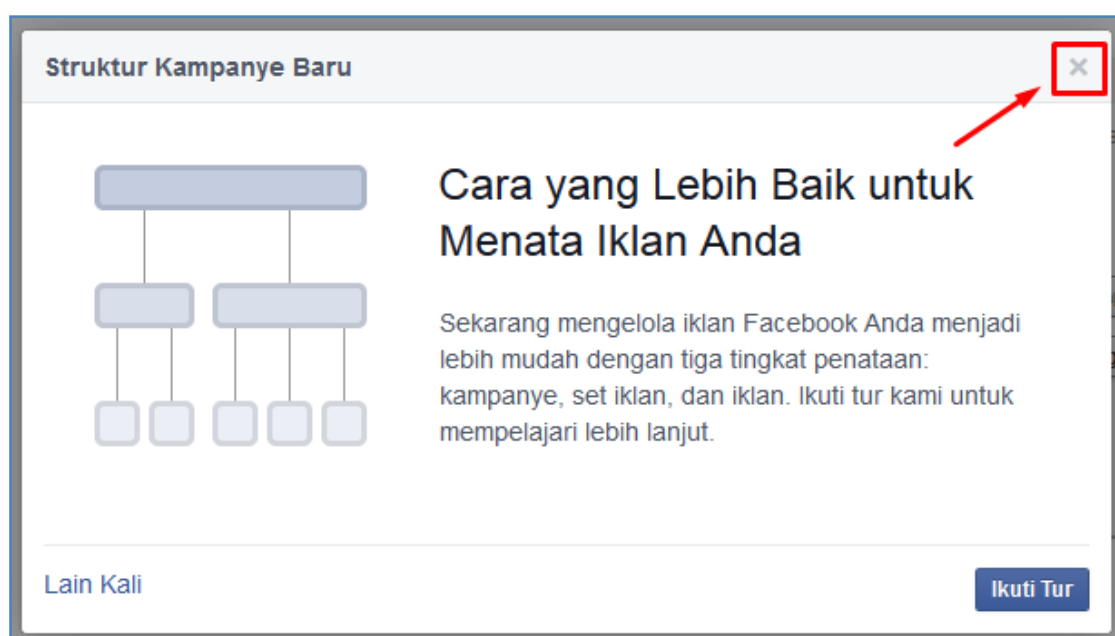 Struktur Kampanye Baru
Cara yang Lebih Baik untuk
Menata Iklan Anda
Sekarang mengelola iklan Facebook Anda menjadi
lebih mudah dengan tiga tingkat penataan:
kampanye, set iklan, dan iklan. Ikuti tur kami untuk
mempelajari lebih lanjut.
Lain Kali
Ikuti Tur